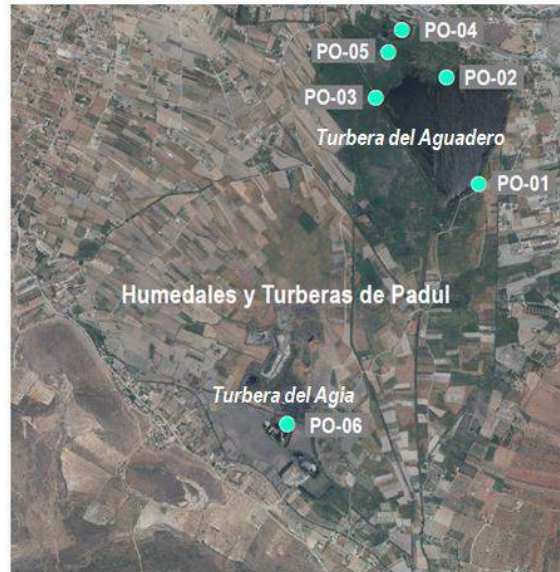 PO-04
PO-05
PO-02
PO-03
Turbera del Aguadero
PO-01
Humedales y Turberas de Padul
Turbera del Agia
PO-06